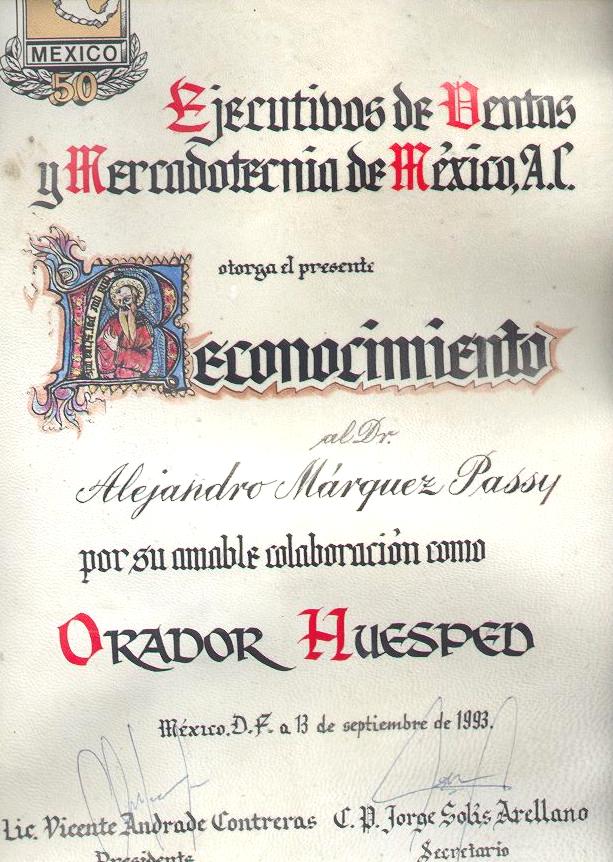 MEXICO
50
Ejecutivos de Ventas
y Mercadotecnia de México, A.C.
otorga el presente
Reconocimiento
al Dr.
Alejandro Márquez Passy
por su amable colaboración como
ORADOR HUESPED
México, D.F. a 13 de septiembre de 1993.
Lic. Vicente Andrade Contreras C. P. Jorge Solís Arellano
Presidente Secretario